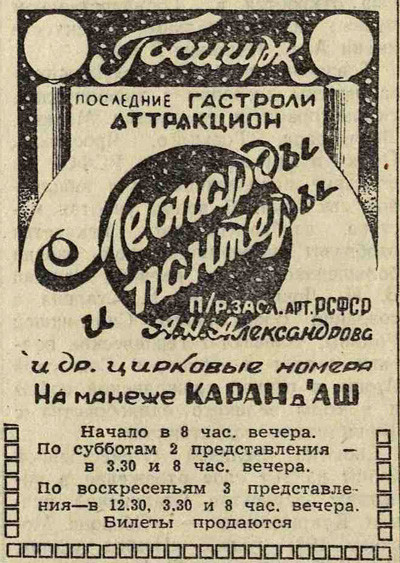 Госцирк
ПОСЛЕДНИЕ ГАСТРОЛИ
АТТРАКЦИОН
Леопарды
и пантеры
П/Р. ЗАСЛ. АРТ. РСФСР
А.Н. Александрова
и др. цирковые номера
На манеже КАРАН д'АШ
Начало в 8 час. вечера.
По субботам 2 представления —
в 3.30 и 8 час. вечера.
По воскресеньям 3 представле-
ния—в 12.30, 3.30 и 8 час. вечера.
Билеты продаются